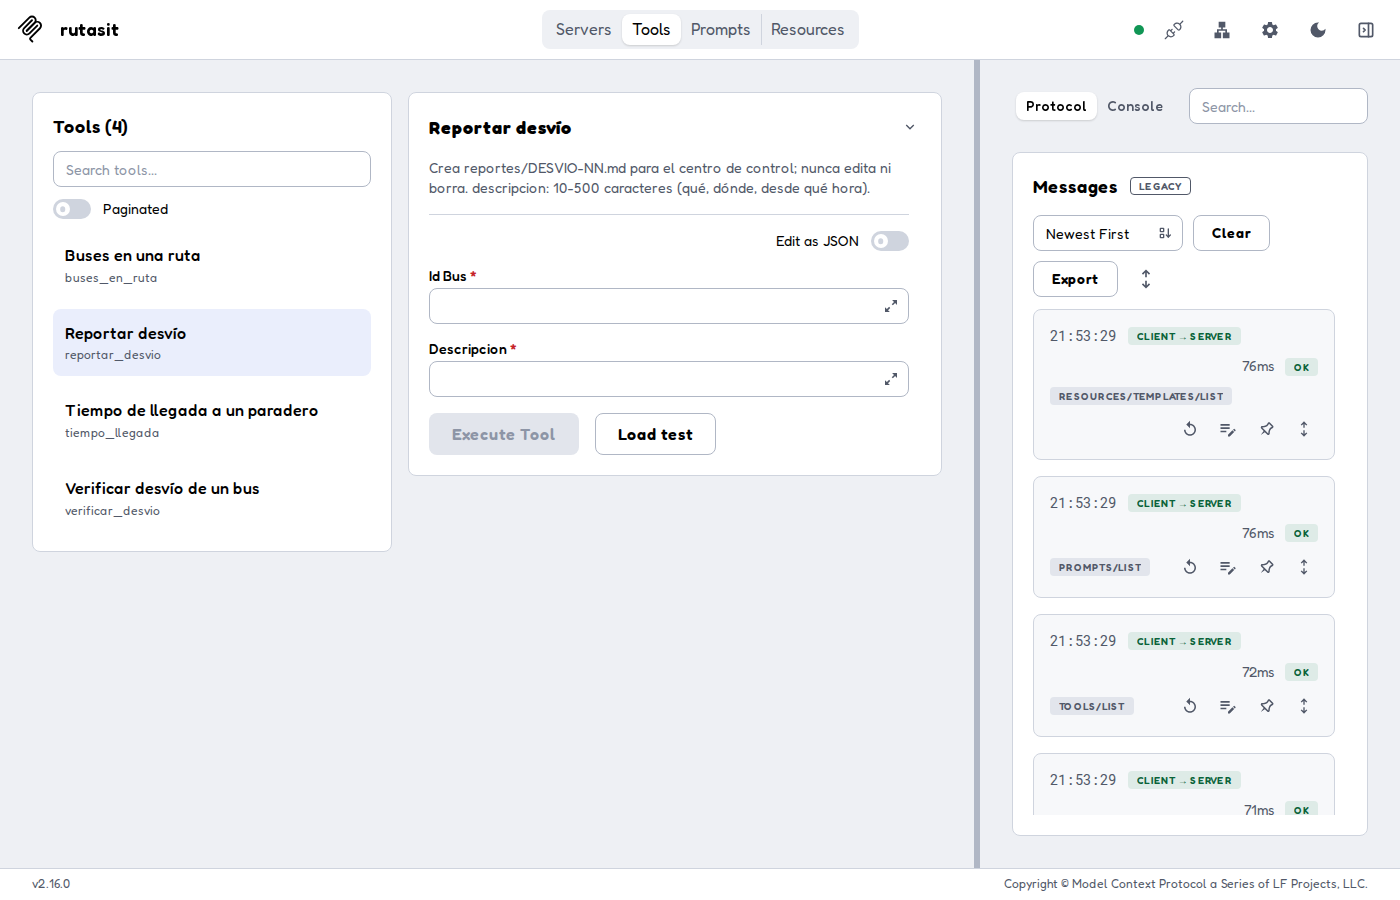 rutasit
Servers
Tools
Prompts
Resources
Tools (4)
Search tools...
Paginated
Buses en una ruta
buses_en_ruta
Reportar desvío
reportar_desvio
Tiempo de llegada a un paradero
tiempo_llegada
Verificar desvío de un bus
verificar_desvio
Reportar desvío
Crea reportes/DESVIO-NN.md para el centro de control; nunca edita ni
borra. descripcion: 10-500 caracteres (qué, dónde, desde qué hora).
Edit as JSON
Id Bus *
Descripcion *
Execute Tool
Load test
Protocol
Console
Search...
Messages
LEGACY
Newest First
Clear
Export
21:53:29
CLIENT → SERVER
76ms
OK
RESOURCES/TEMPLATES/LIST
21:53:29
CLIENT → SERVER
76ms
OK
PROMPTS/LIST
21:53:29
CLIENT → SERVER
72ms
OK
TOOLS/LIST
21:53:29
CLIENT → SERVER
71ms
OK
v2.16.0
Copyright © Model Context Protocol a Series of LF Projects, LLC.